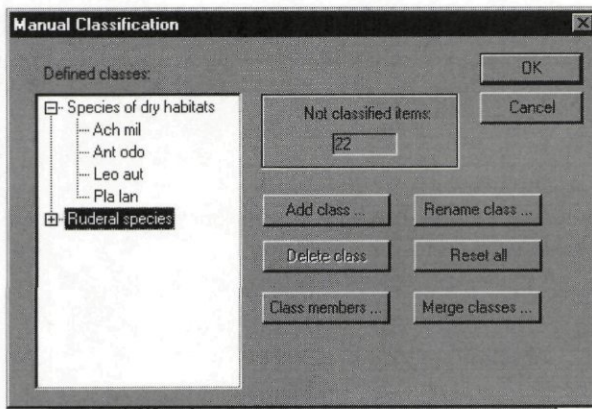 Manual Classification
Defined classes:
Species of dry habitats
Ach mil
Ant odo
Leo aut
Pla lan
Ruderal species
Not classified items:
22
OK
Cancel
Add class ...
Rename class ...
Delete class
Reset all
Class members ...
Merge classes ...